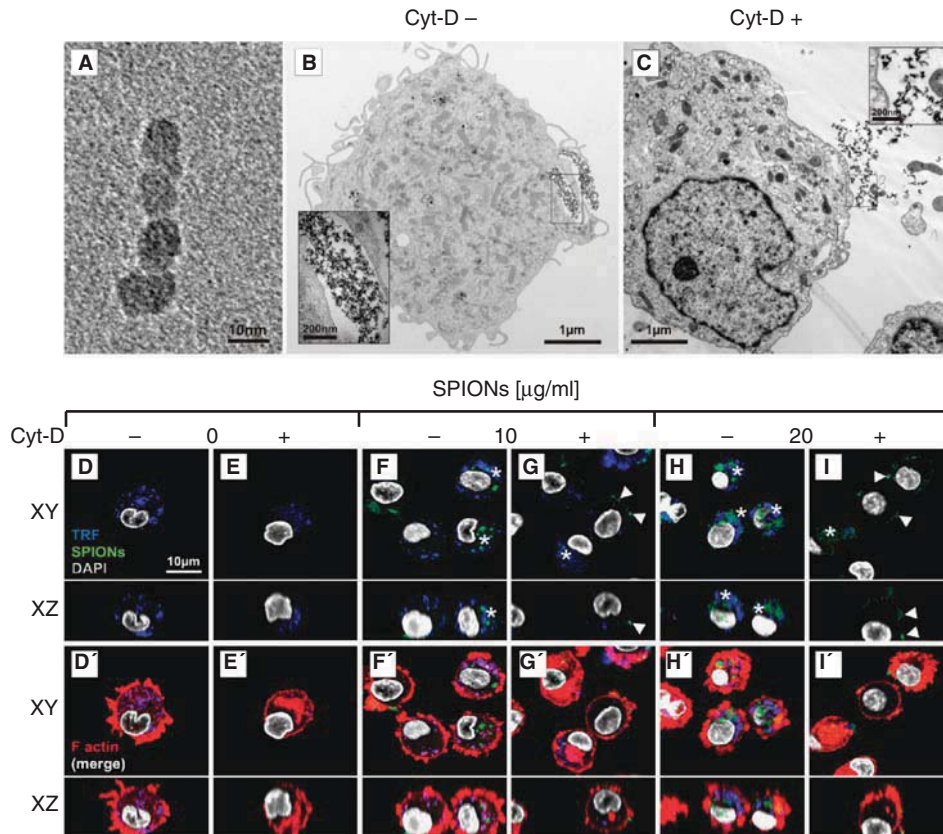 Cyt-D – Cyt-D +
A B C
200nm
200nm
10nm 1µm 1µm
SPIONs [µg/ml]
Cyt-D – 0 + – 10 + – 20 +
D E F G H I
* * * * * * *
XY
TRF
SPIONs
DAPI 10µm
XZ * * *
D´ E´ F´ G´ H´ I´
XY
F actin
(merge)
XZ